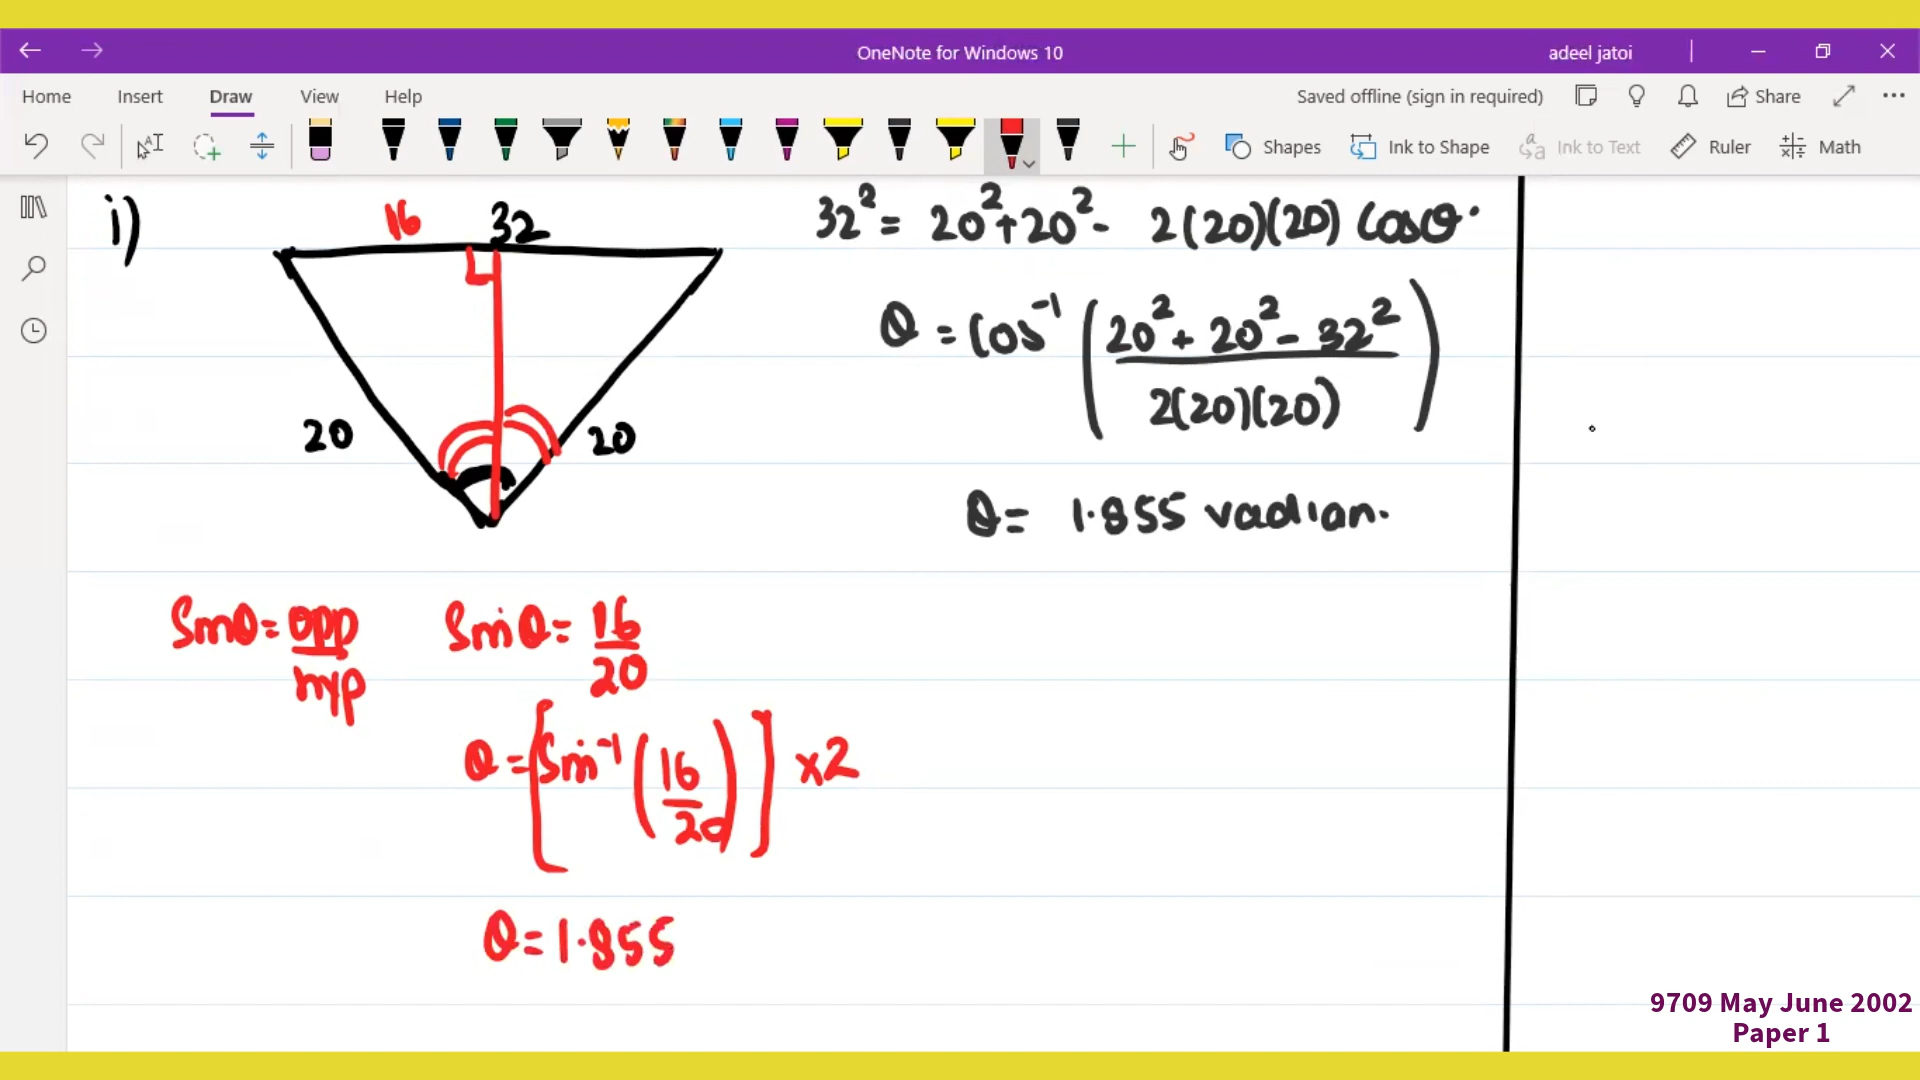 OneNote for Windows 10
adeel jatoi
Home Insert Draw View Help
Saved offline (sign in required)
Share
Shapes
Ink to Shape
Ink to Text
Ruler
Math
i)
16 32
20 20
32² = 20² + 20² - 2(20)(20) Cosθ.
θ = Cos⁻¹ (20² + 20² - 32² / 2(20)(20))
θ = 1.855 radian.
Sinθ = opp/hyp Sinθ = 16/20
θ = [Sin⁻¹ (16/20)] ×2
θ = 1.855
9709 May June 2002
Paper 1